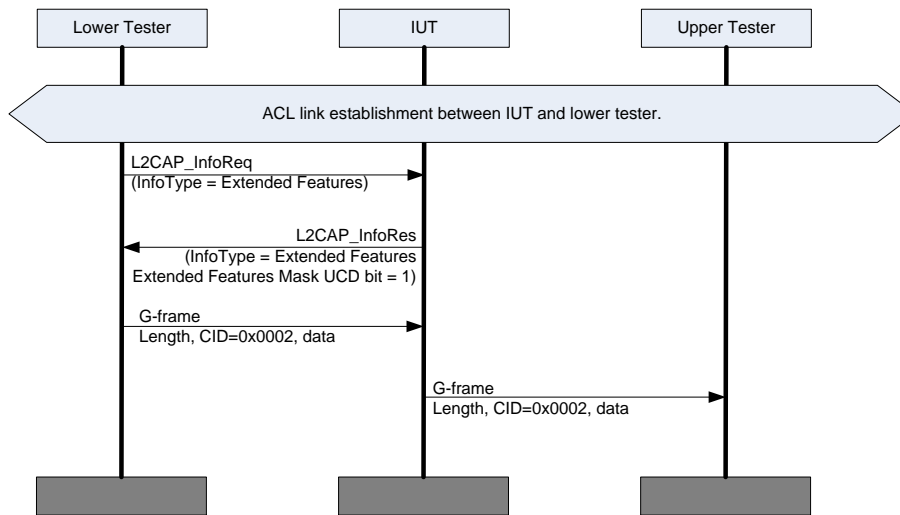 Lower Tester
IUT
Upper Tester
ACL link establishment between IUT and lower tester.
L2CAP_InfoReq
(InfoType = Extended Features)
L2CAP_InfoRes
(InfoType = Extended Features
Extended Features Mask UCD bit = 1)
G-frame
Length, CID=0x0002, data
G-frame
Length, CID=0x0002, data